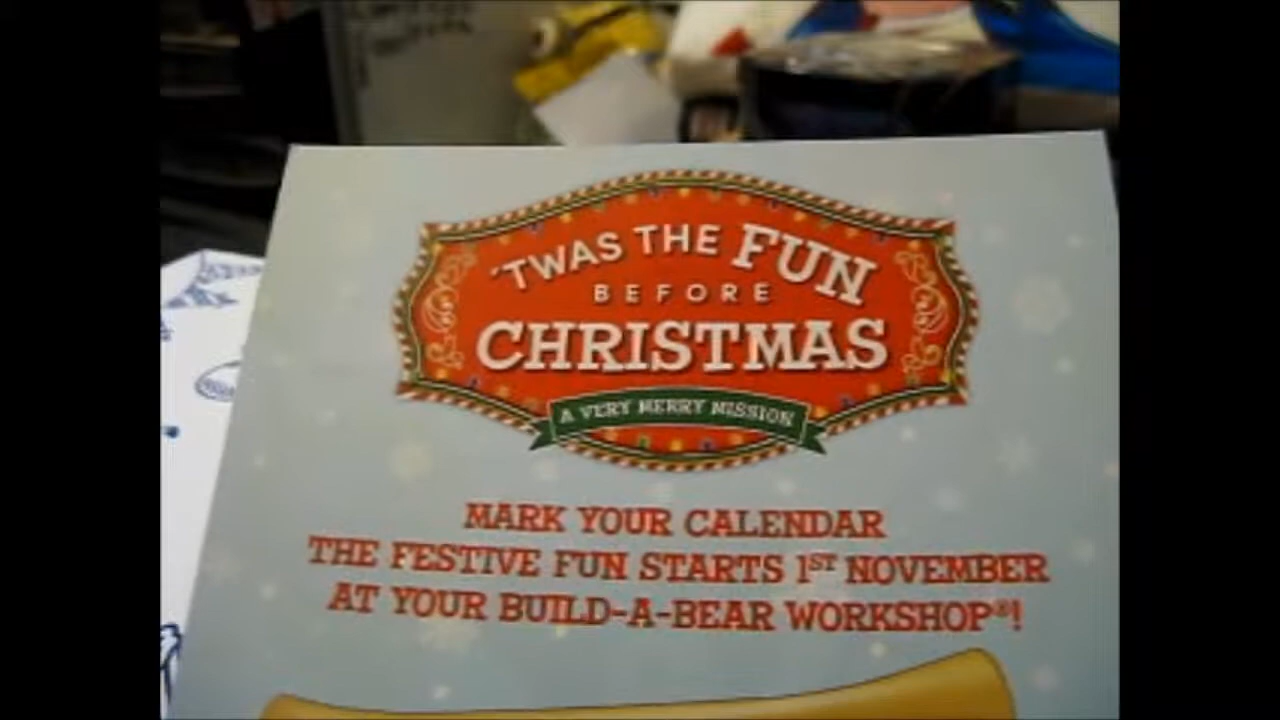 'TWAS THE FUN
BEFORE
CHRISTMAS
A VERY MERRY MISSION
MARK YOUR CALENDAR
THE FESTIVE FUN STARTS 1ST NOVEMBER
AT YOUR BUILD-A-BEAR WORKSHOP®!